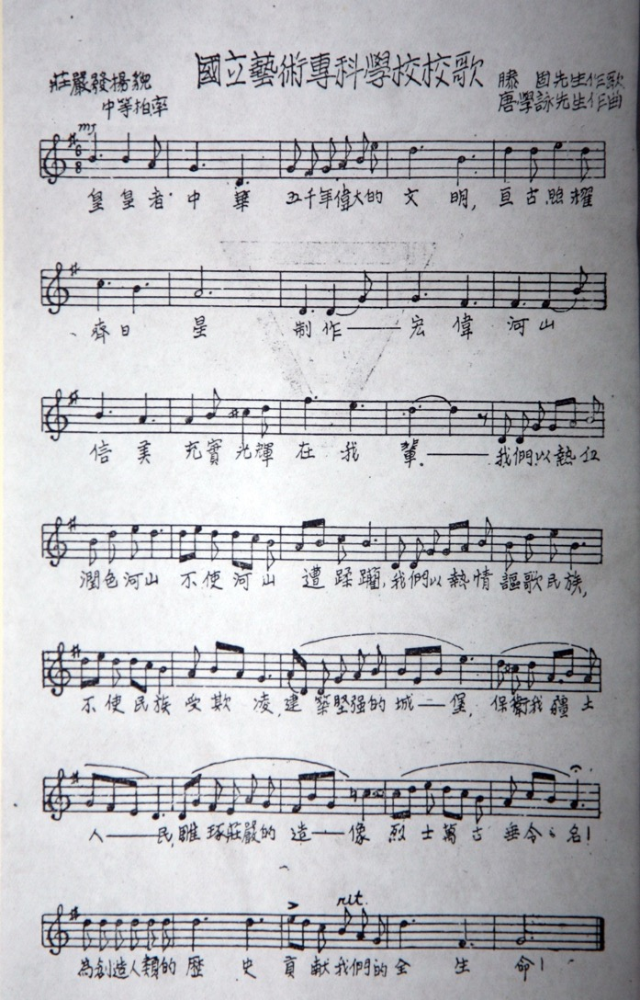 國立藝術專科學校校歌
莊嚴發揚貌
中等拍率
滕 固先生作歌
唐學詠先生作曲
mf
6
8
皇皇者中華 五千年偉大的文明,亘古照耀
齊日星 制作——宏偉河山
信美充實光輝在我輩.——我們以熱血
潤色河山 不使河山遭蹂躪,我們以熱情謳歌民族,
不使民族受欺凌,建築堅强的城—堡,保衛我疆土
人——民,雕琢莊嚴的造—像 烈士萬古垂令令名!
rit.
為創造人類的歷史貢獻我們的全生命!